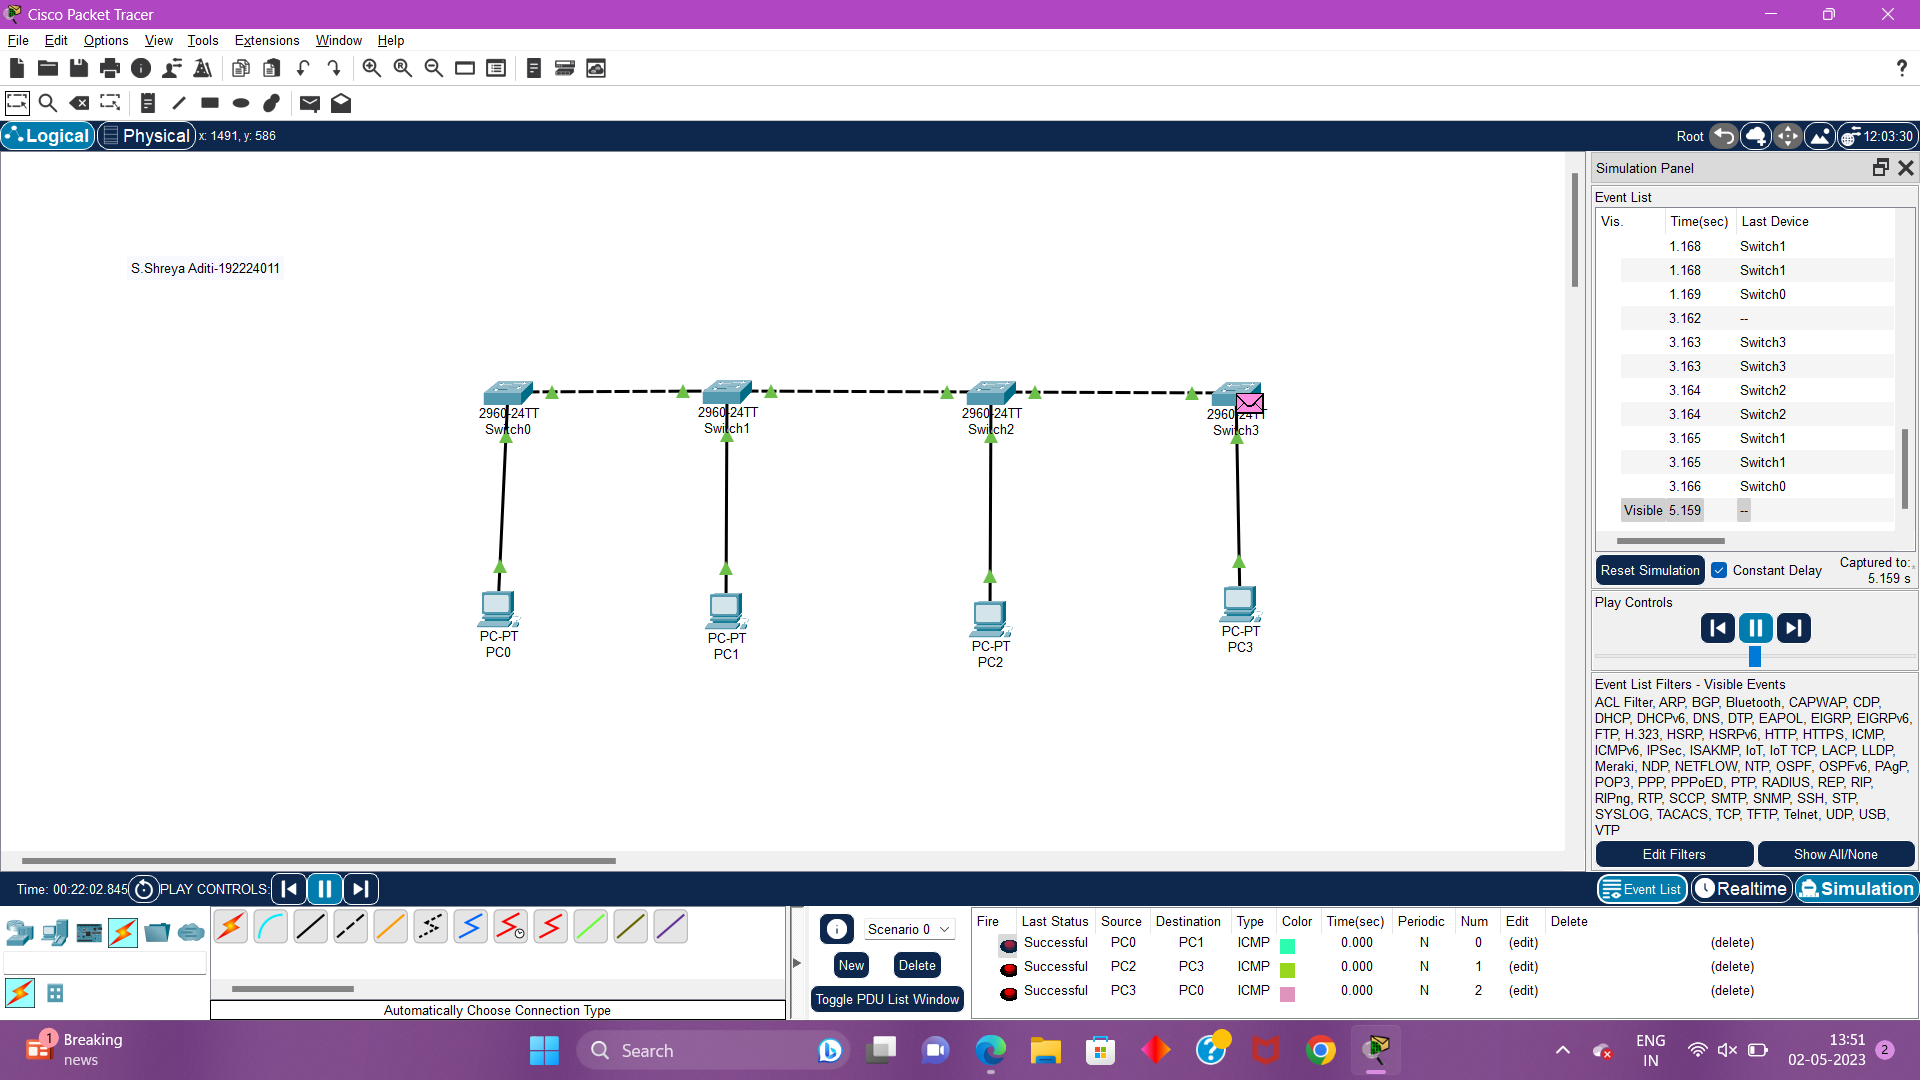 Cisco Packet Tracer
File Edit Options View Tools Extensions Window Help
Logical Physical x: 1491, y: 586 Root 12:03:30
S.Shreya Aditi-192224011
2960-24TT
Switch0
2960-24TT
Switch1
2960-24TT
Switch2
2960-24TT
Switch3
PC-PT
PC0
PC-PT
PC1
PC-PT
PC2
PC-PT
PC3
Simulation Panel
Event List
Vis. Time(sec) Last Device
1.168 Switch1
1.168 Switch1
1.169 Switch0
3.162 --
3.163 Switch3
3.163 Switch3
3.164 Switch2
3.164 Switch2
3.165 Switch1
3.165 Switch1
3.166 Switch0
Visible 5.159 --
Reset Simulation Constant Delay Captured to:
5.159 s
Play Controls
Event List Filters - Visible Events
ACL Filter, ARP, BGP, Bluetooth, CAPWAP, CDP,
DHCP, DHCPv6, DNS, DTP, EAPOL, EIGRP, EIGRPv6,
FTP, H.323, HSRP, HSRPv6, HTTP, HTTPS, ICMP,
ICMPv6, IPSec, ISAKMP, IoT, IoT TCP, LACP, LLDP,
Meraki, NDP, NETFLOW, NTP, OSPF, OSPFv6, PAgP,
POP3, PPP, PPPoED, PTP, RADIUS, REP, RIP,
RIPng, RTP, SCCP, SMTP, SNMP, SSH, STP,
SYSLOG, TACACS, TCP, TFTP, Telnet, UDP, USB,
VTP
Edit Filters Show All/None
Time: 00:22:02.845 PLAY CONTROLS: Event List Realtime Simulation
Automatically Choose Connection Type
Scenario 0
New Delete
Toggle PDU List Window
Fire Last Status Source Destination Type Color Time(sec) Periodic Num Edit Delete
Successful PC0 PC1 ICMP 0.000 N 0 (edit) (delete)
Successful PC2 PC3 ICMP 0.000 N 1 (edit) (delete)
Successful PC3 PC0 ICMP 0.000 N 2 (edit) (delete)
1 Breaking
news
Search
ENG
IN
13:51
02-05-2023
2